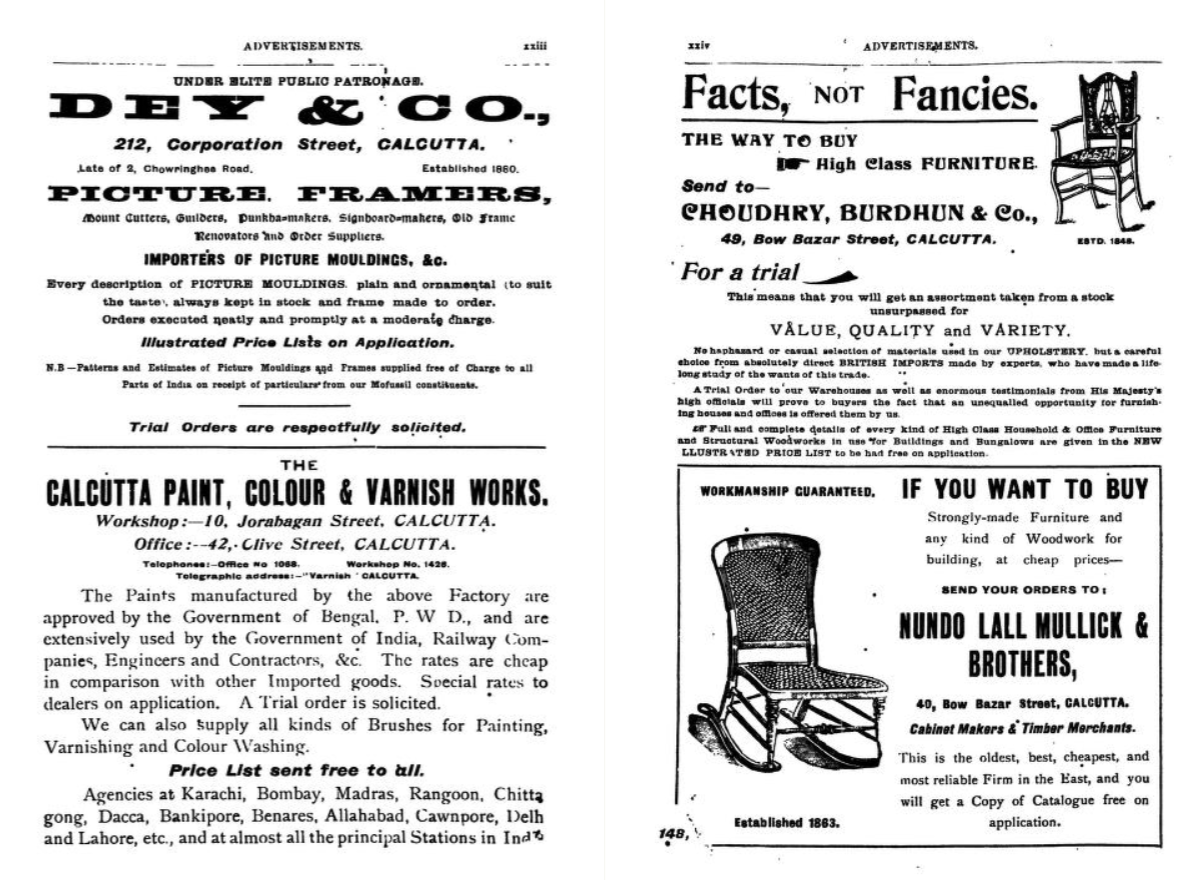 ADVERTISEMENTS. xxiii
UNDER ELITE PUBLIC PATRONAGE.
DEY & CO.,
212, Corporation Street, CALCUTTA.
Late of 2, Chowringhee Road. Established 1860.
PICTURE FRAMERS,
Mount Cutters, Guilders, Punkha-makers, Signboard-makers, Old Frame
Renovators and Order Suppliers.
IMPORTERS OF PICTURE MOULDINGS, &c.
Every description of PICTURE MOULDINGS. plain and ornamental (to suit
the taste), always kept in stock and frame made to order.
Orders executed neatly and promptly at a moderate charge.
Illustrated Price Lists on Application.
N.B—Patterns and Estimates of Picture Mouldings and Frames supplied free of Charge to all
Parts of India on receipt of particulars from our Mofussil constituents.
Trial Orders are respectfully solicited.
THE
CALCUTTA PAINT, COLOUR & VARNISH WORKS.
Workshop:—10, Jorabagan Street, CALCUTTA.
Office:--42, Clive Street, CALCUTTA.
Telephones:—Office No 1068. Workshop No. 1426.
Telegraphic address:—"Varnish" CALCUTTA.
The Paints manufactured by the above Factory are
approved by the Government of Bengal, P. W D., and are
extensively used by the Government of India, Railway Com-
panies, Engineers and Contractors, &c. The rates are cheap
in comparison with other Imported goods. Special rates to
dealers on application. A Trial order is solicited.
We can also supply all kinds of Brushes for Painting,
Varnishing and Colour Washing.
Price List sent free to all.
Agencies at Karachi, Bombay, Madras, Rangoon, Chitta
gong, Dacca, Bankipore, Benares, Allahabad, Cawnpore, Delh
and Lahore, etc., and at almost all the principal Stations in India
xxiv ADVERTISEMENTS.
Facts, NOT Fancies.
THE WAY TO BUY
☛ High Class FURNITURE.
Send to—
CHOUDHRY, BURDHUN & Co.,
49, Bow Bazar Street, CALCUTTA.
ESTD. 1848.
For a trial
This means that you will get an assortment taken from a stock
unsurpassed for
VALUE, QUALITY and VARIETY.
No haphasard or casual selection of materials used in our UPHOLSTERY. but a careful
choice from absolutely direct BRITISH IMPORTS made by experts, who have made a life-
long study of the wants of this trade.
A Trial Order to our Warehouses as well as enormous testimonials from His Majesty's
high officials will prove to buyers the fact that an unequalled opportunity for furnish-
ing houses and offices is offered them by us.
☞ Full and complete details of every kind of High Class Household & Office Furniture
and Structural Woodworks in use for Buildings and Bungalows are given in the NEW
LLUSTRATED PRICE LIST to be had free on application.
WORKMANSHIP GUARANTEED.
IF YOU WANT TO BUY
Strongly-made Furniture and
any kind of Woodwork for
building, at cheap prices—
SEND YOUR ORDERS TO:
NUNDO LALL MULLICK &
BROTHERS,
40, Bow Bazar Street, CALCUTTA.
Cabinet Makers & Timber Merchants.
This is the oldest, best, cheapest, and
most reliable Firm in the East, and you
will get a Copy of Catalogue free on
application.
Established 1863.
148,